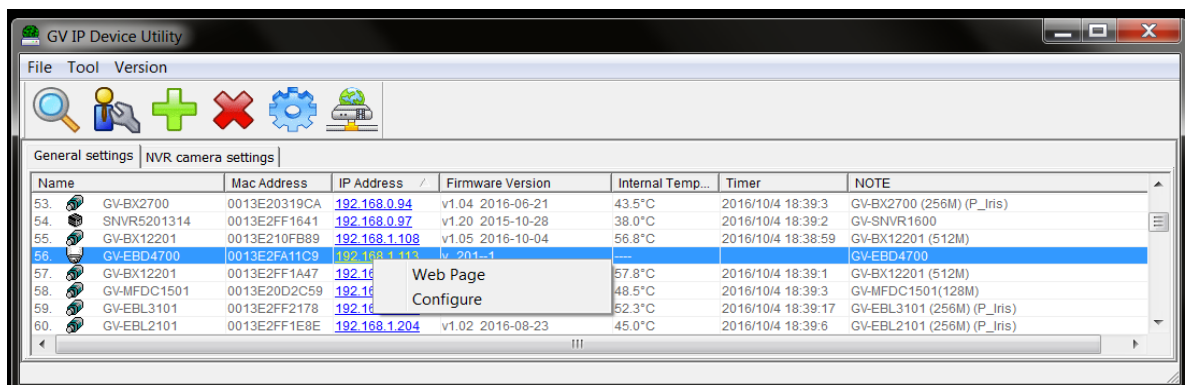 GV IP Device Utility
File Tool Version
General settings NVR camera settings
Name Mac Address IP Address Firmware Version Internal Temp... Timer NOTE
53. GV-BX2700 0013E20319CA 192.168.0.94 v1.04 2016-06-21 43.5°C 2016/10/4 18:39:3 GV-BX2700 (256M) (P_Iris)
54. SNVR5201314 0013E2FF1641 192.168.0.97 v1.20 2015-10-28 38.0°C 2016/10/4 18:39:2 GV-SNVR1600
55. GV-BX12201 0013E210FB89 192.168.1.108 v1.05 2016-10-04 56.8°C 2016/10/4 18:38:59 GV-BX12201 (512M)
56. GV-EBD4700 0013E2FA11C9 192.168.1.113 v. 201--1 ---- GV-EBD4700
57. GV-BX12201 0013E2FF1A47 192.16 Web Page 57.8°C 2016/10/4 18:39:1 GV-BX12201 (512M)
58. GV-MFDC1501 0013E20D2C59 192.16 Configure 48.5°C 2016/10/4 18:39:3 GV-MFDC1501(128M)
59. GV-EBL3101 0013E2FF2178 192.16 52.3°C 2016/10/4 18:39:17 GV-EBL3101 (256M) (P_Iris)
60. GV-EBL2101 0013E2FF1E8E 192.168.1.204 v1.02 2016-08-23 45.0°C 2016/10/4 18:39:6 GV-EBL2101 (256M) (P_Iris)